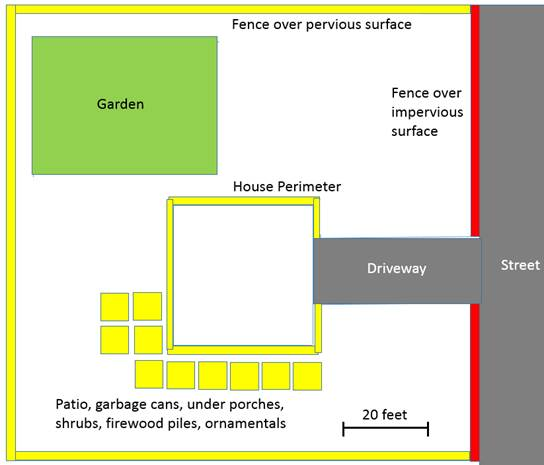 Fence over pervious surface
Fence over
impervious
surface
Garden
House Perimeter
Driveway
Street
Patio, garbage cans, under porches,
shrubs, firewood piles, ornamentals
20 feet